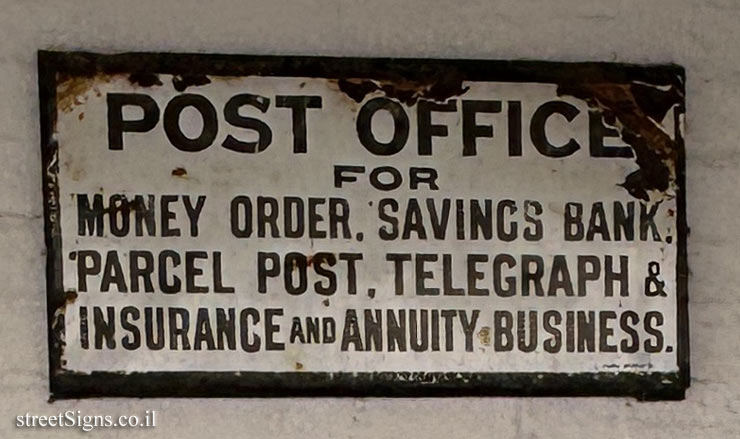 POST OFFICE
FOR
MONEY ORDER, SAVINGS BANK,
PARCEL POST, TELEGRAPH &
INSURANCE AND ANNUITY BUSINESS.
streetSigns.co.il